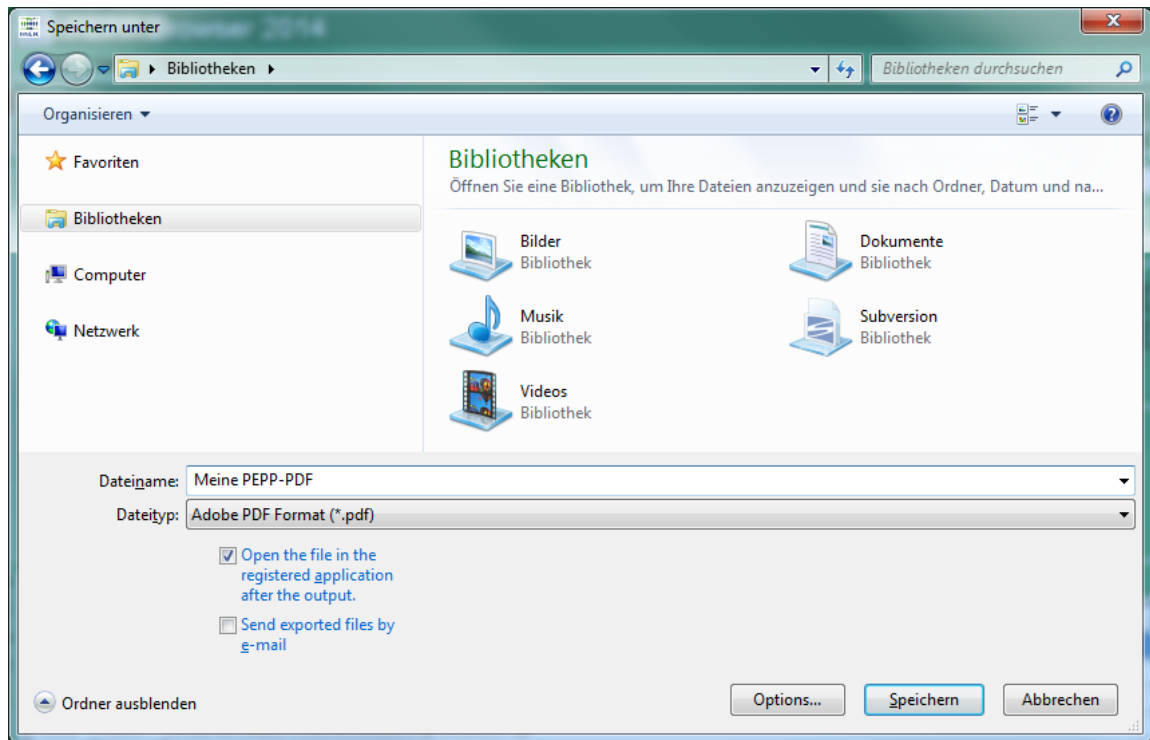 Speichern unter
Bibliotheken
Bibliotheken durchsuchen
Organisieren
Favoriten
Bibliotheken
Computer
Netzwerk
Bibliotheken
Öffnen Sie eine Bibliothek, um Ihre Dateien anzuzeigen und sie nach Ordner, Datum und na...
Bilder
Bibliothek
Dokumente
Bibliothek
Musik
Bibliothek
Subversion
Bibliothek
Videos
Bibliothek
Dateiname: Meine PEPP-PDF
Dateityp: Adobe PDF Format (*.pdf)
Open the file in the
registered application
after the output.
Send exported files by
e-mail
Ordner ausblenden
Options...
Speichern
Abbrechen